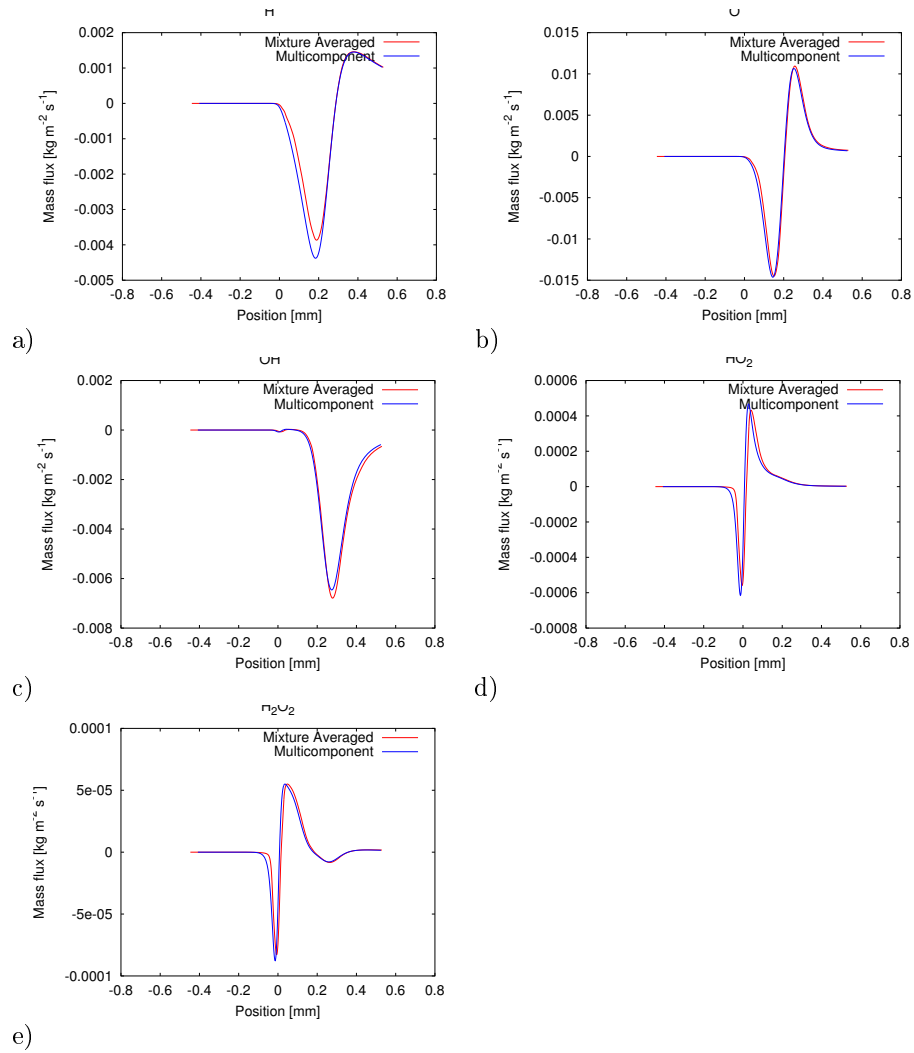 H
Mixture Averaged
Multicomponent
0.002
0.001
0
-0.001
-0.002
-0.003
-0.004
-0.005
-0.8 -0.6 -0.4 -0.2 0 0.2 0.4 0.6 0.8
Mass flux [kg m-2 s-1]
Position [mm]
a)
O
Mixture Averaged
Multicomponent
0.015
0.01
0.005
0
-0.005
-0.01
-0.015
-0.8 -0.6 -0.4 -0.2 0 0.2 0.4 0.6 0.8
Mass flux [kg m-2 s-1]
Position [mm]
b)
OH
Mixture Averaged
Multicomponent
0.002
0
-0.002
-0.004
-0.006
-0.008
-0.8 -0.6 -0.4 -0.2 0 0.2 0.4 0.6 0.8
Mass flux [kg m-2 s-1]
Position [mm]
c)
HO2
Mixture Averaged
Multicomponent
0.0006
0.0004
0.0002
0
-0.0002
-0.0004
-0.0006
-0.0008
-0.8 -0.6 -0.4 -0.2 0 0.2 0.4 0.6 0.8
Mass flux [kg m-2 s-1]
Position [mm]
d)
H2O2
Mixture Averaged
Multicomponent
0.0001
5e-05
0
-5e-05
-0.0001
-0.8 -0.6 -0.4 -0.2 0 0.2 0.4 0.6 0.8
Mass flux [kg m-2 s-1]
Position [mm]
e)